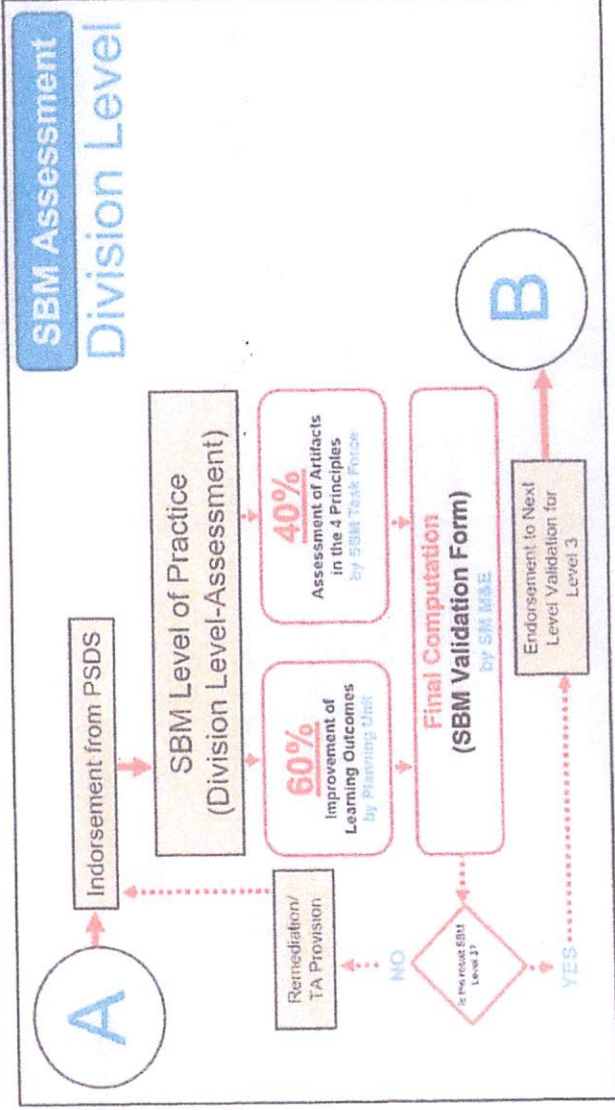 SBM Assessment
Division Level
A
Indorsement from PSDS
SBM Level of Practice
(Division Level-Assessment)
60%
Improvement of
Learning Outcomes
by Planning Unit
40%
Assessment of Artifacts
in the 4 Principles
by SBM Task Force
Final Computation
(SBM Validation Form)
by SM M&E
Remediation/
TA Provision
NO
Is the result SBM
Level 3?
YES
Endorsement to Next
Level Validation for
Level 3
B